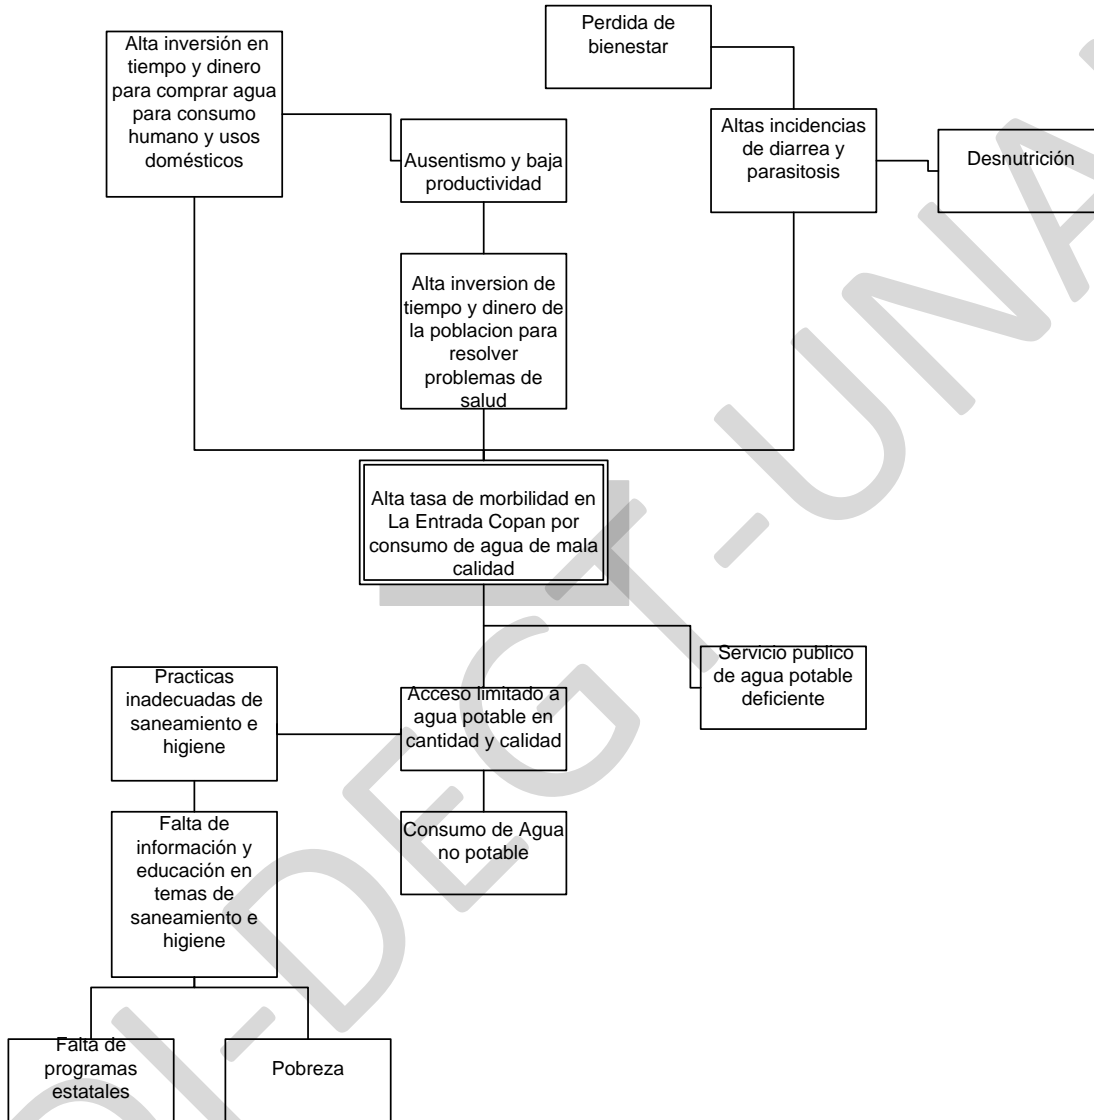 Perdida de
bienestar
Alta inversión en
tiempo y dinero
para comprar agua
para consumo
humano y usos
domésticos
Ausentismo y baja
productividad
Altas incidencias
de diarrea y
parasitosis
Desnutrición
Alta inversion de
tiempo y dinero de
la poblacion para
resolver
problemas de
salud
Alta tasa de morbilidad en
La Entrada Copan por
consumo de agua de mala
calidad
Servicio publico
de agua potable
deficiente
Practicas
inadecuadas de
saneamiento e
higiene
Acceso limitado a
agua potable en
cantidad y calidad
Falta de
información y
educación en
temas de
saneamiento e
higiene
Consumo de Agua
no potable
Falta de
programas
estatales
Pobreza
DI-DEGT-UNA